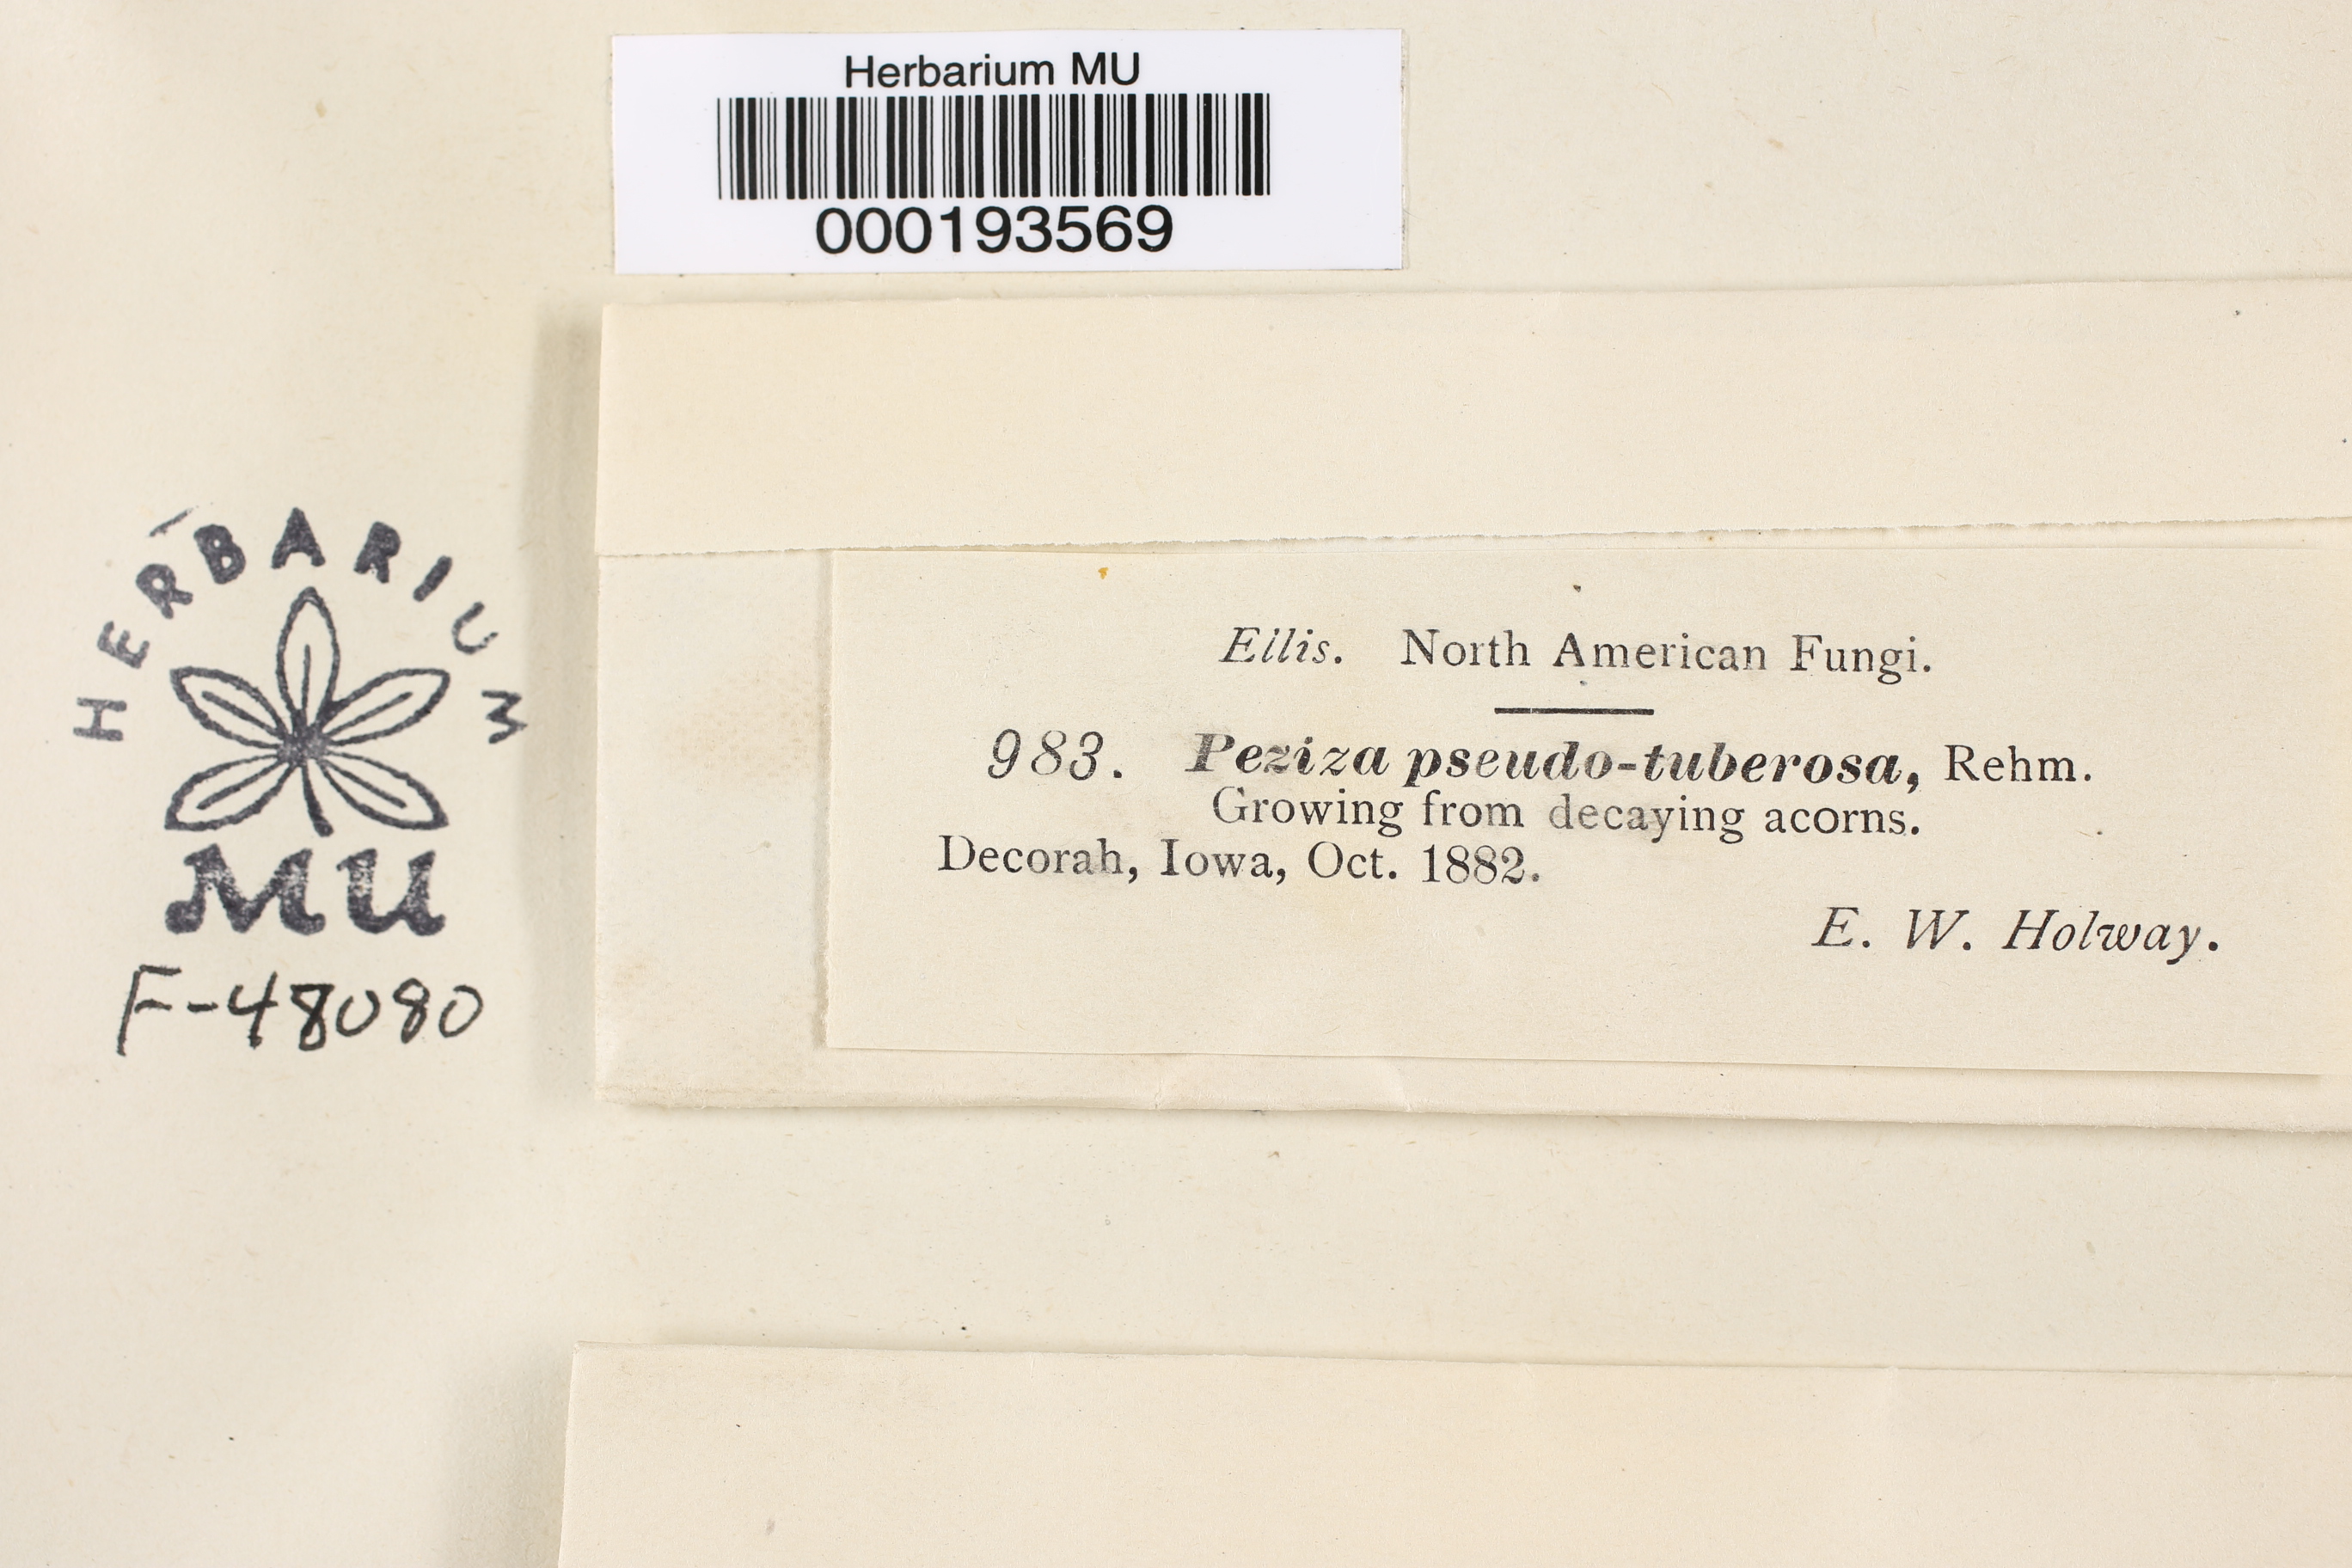 Herbarium MU
000193569
HERBARIUM
MU
F-48080
Ellis. North American Fungi.
983. Peziza pseudo-tuberosa, Rehm.
Growing from decaying acorns.
Decorah, Iowa, Oct. 1882.
E. W. Holway.